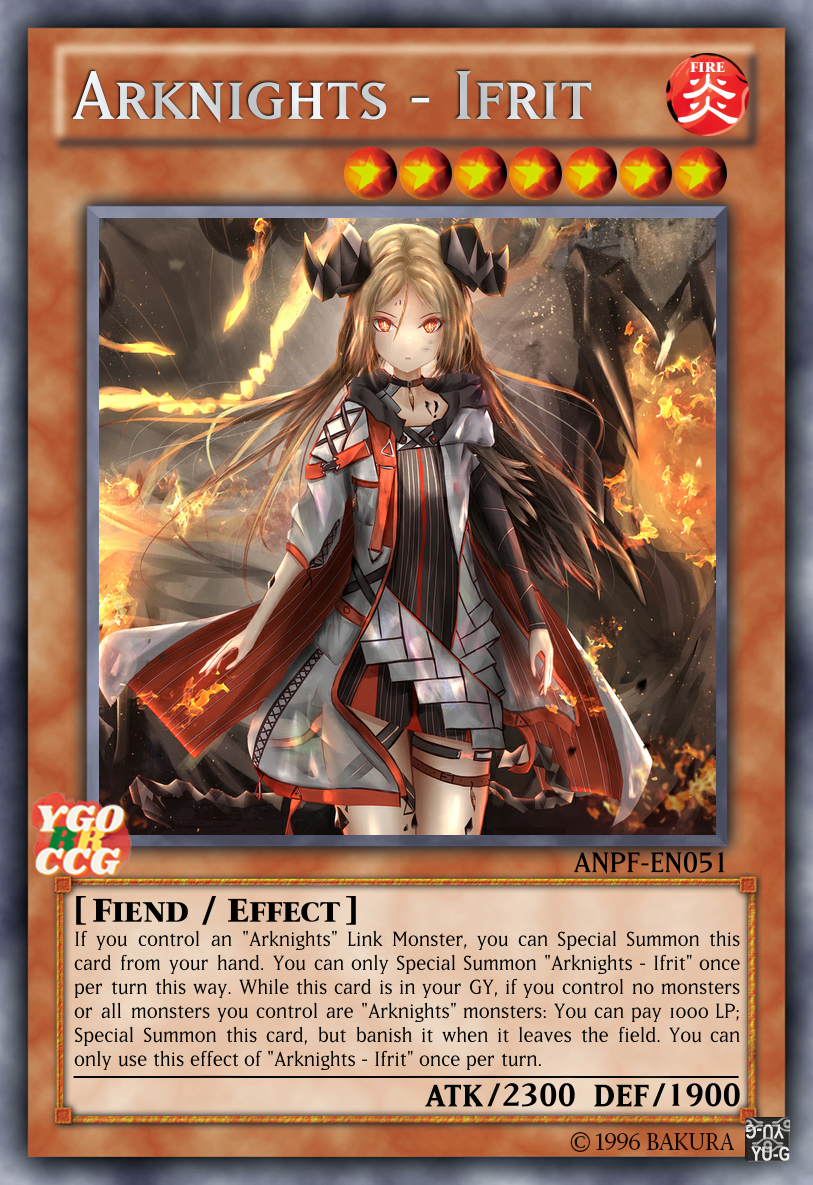 Arknights - Ifrit
FIRE
炎
YGO
BR
CCG
ANPF-EN051
[ Fiend / Effect ]
If you control an "Arknights" Link Monster, you can Special Summon this
card from your hand. You can only Special Summon "Arknights - Ifrit" once
per turn this way. While this card is in your GY, if you control no monsters
or all monsters you control are "Arknights" monsters: You can pay 1000 LP;
Special Summon this card, but banish it when it leaves the field. You can
only use this effect of "Arknights - Ifrit" once per turn.
ATK/2300 DEF/1900
© 1996 BAKURA
YU-G
YU-G